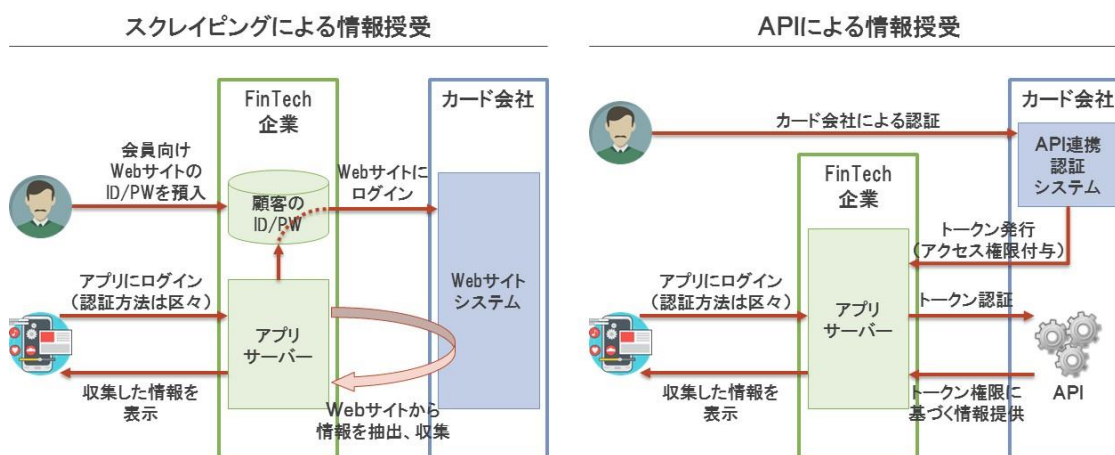 スクレイピングによる情報授受
FinTech
企業
カード会社
会員向け
Webサイトの
ID/PWを預入
顧客の
ID/PW
Webサイトに
ログイン
アプリにログイン
（認証方法は区々）
アプリ
サーバー
Webサイト
システム
収集した情報を
表示
Webサイトから
情報を抽出、収集
APIによる情報授受
カード会社
カード会社による認証
API連携
認証
システム
FinTech
企業
トークン発行
（アクセス権限付与）
アプリにログイン
（認証方法は区々）
アプリ
サーバー
トークン認証
収集した情報を
表示
トークン権限に
基づく情報提供
API